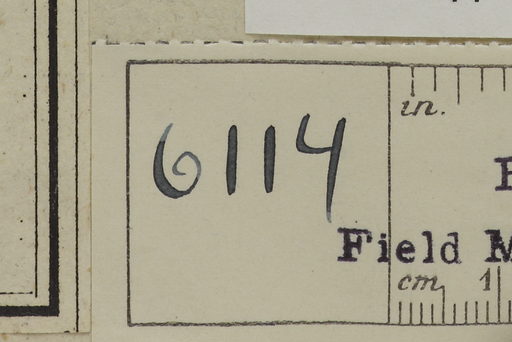 in.
6114
Field
cm. 1